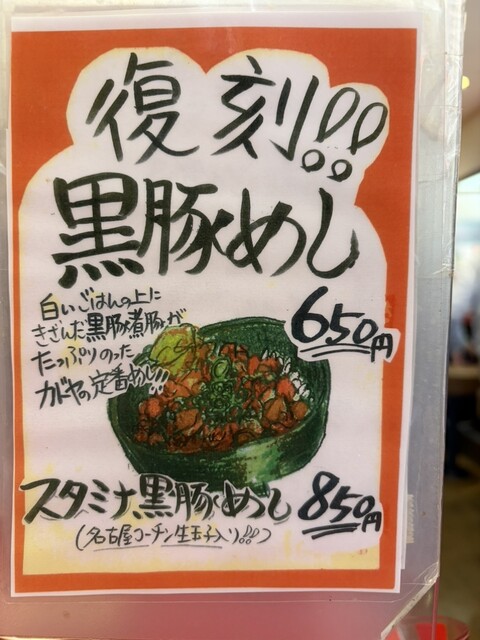 復刻!!
黒豚めし
650円
白いごはんの上に
きざんだ黒豚煮豚が
たっぷりのった
カドヤの定番めし!!
スタミナ黒豚めし 850円
(名古屋コーチン生玉子入り!!)